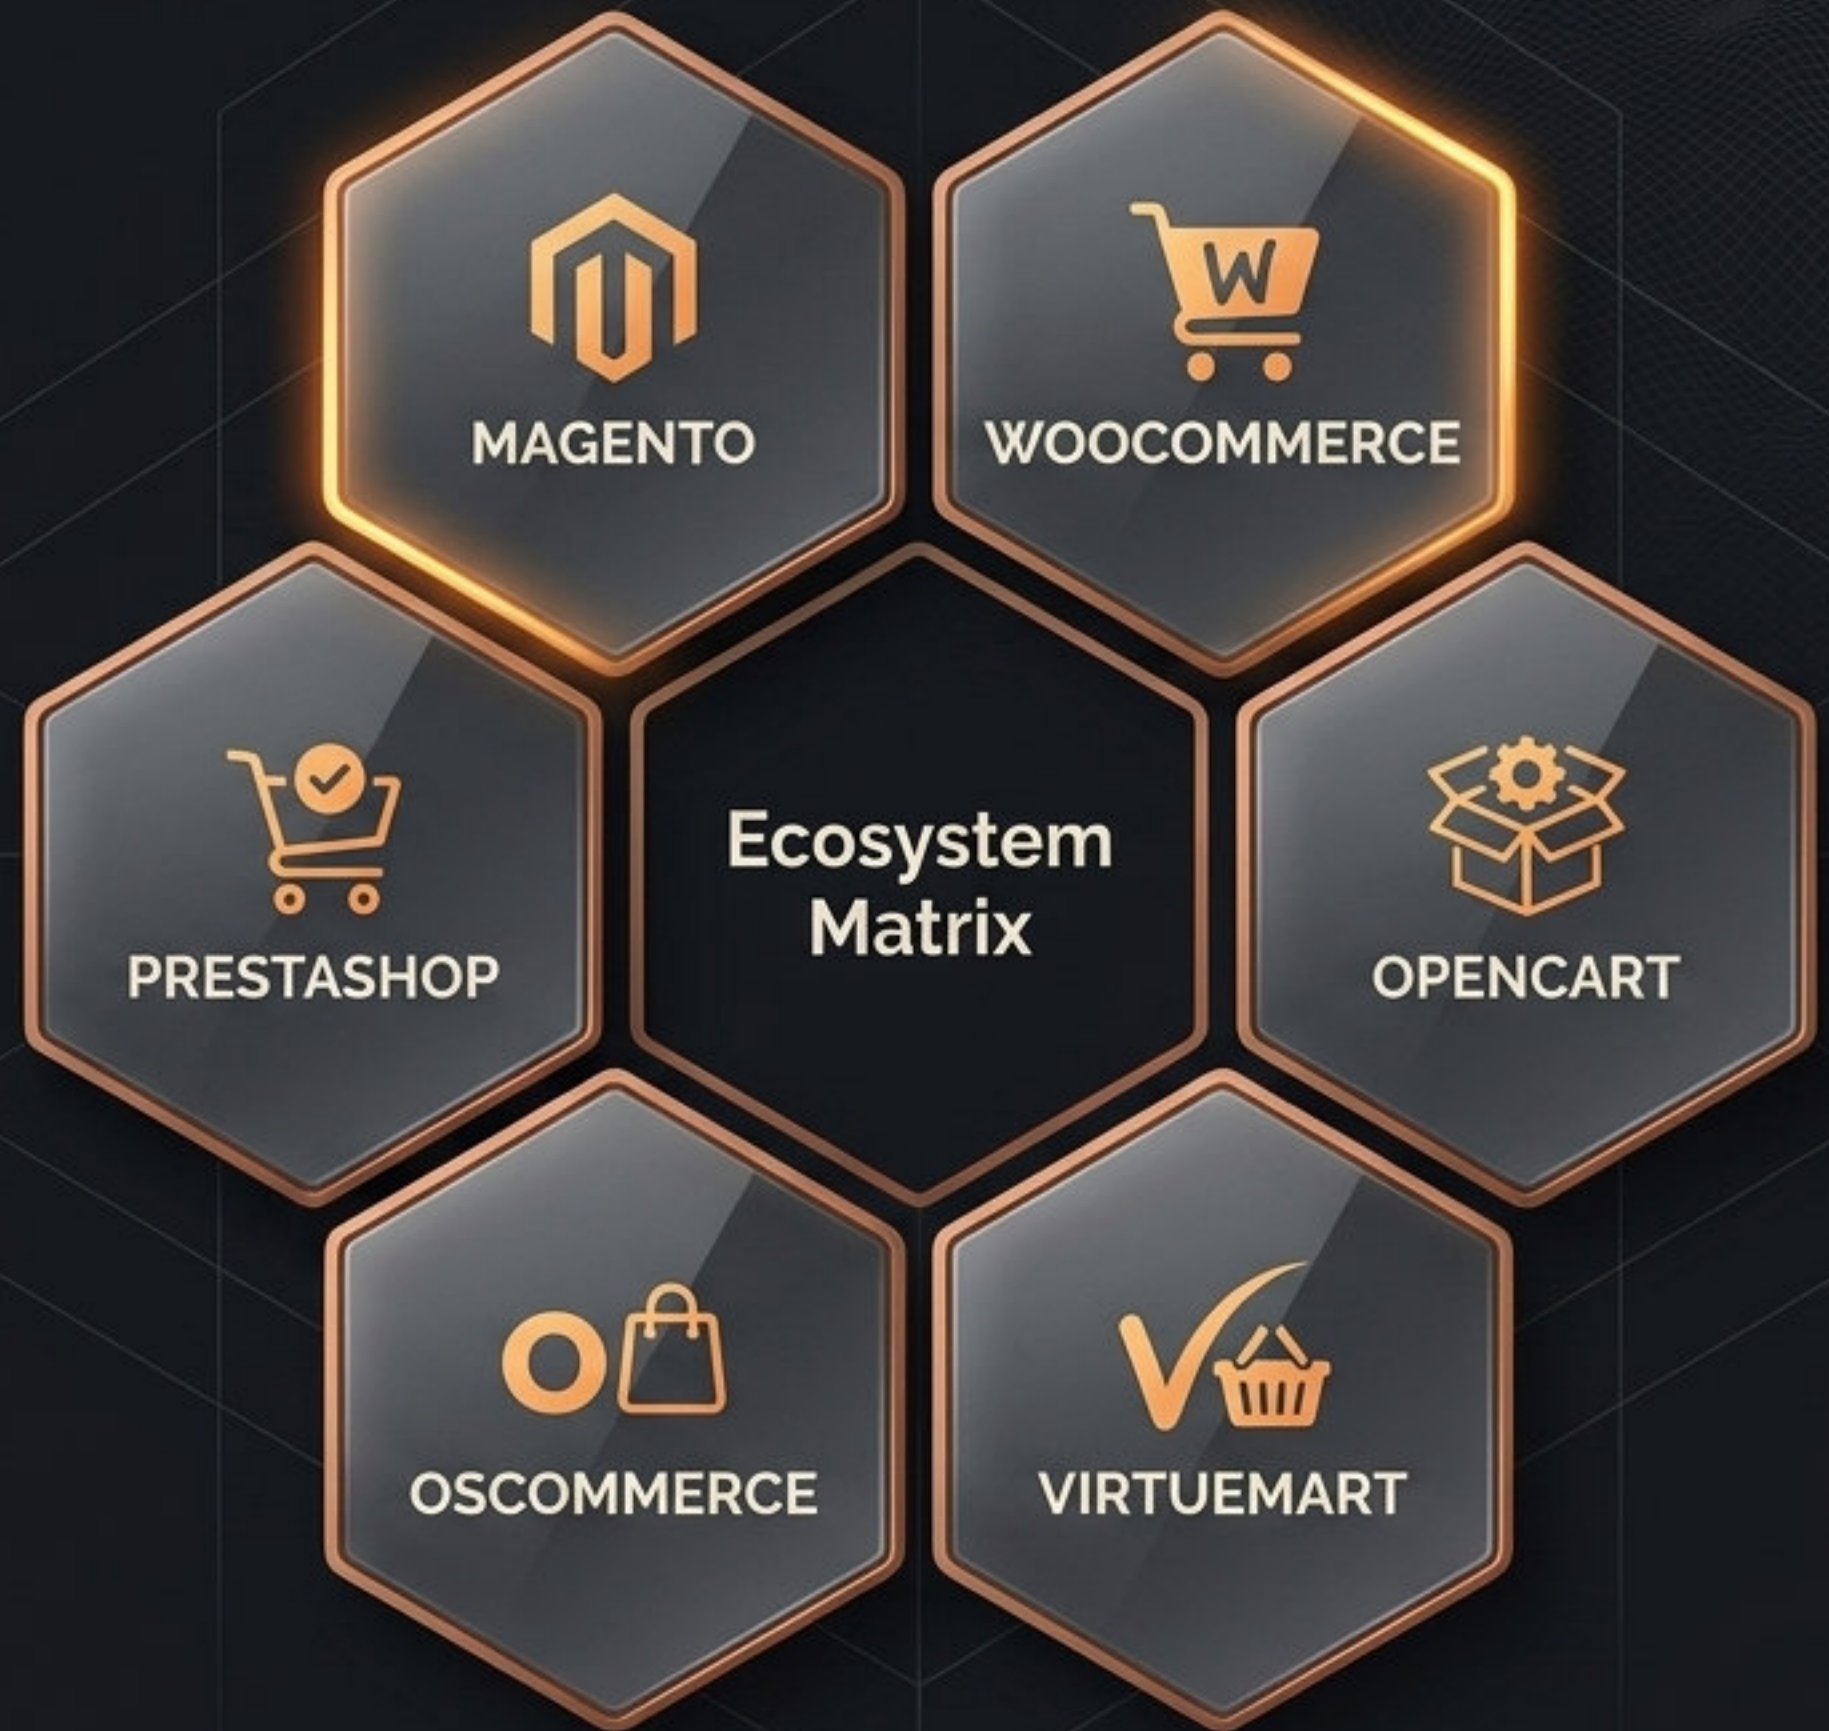 MAGENTO
WOOCOMMERCE
W
PRESTASHOP
Ecosystem
Matrix
OPENCART
OSCOMMERCE
VIRTUEMART